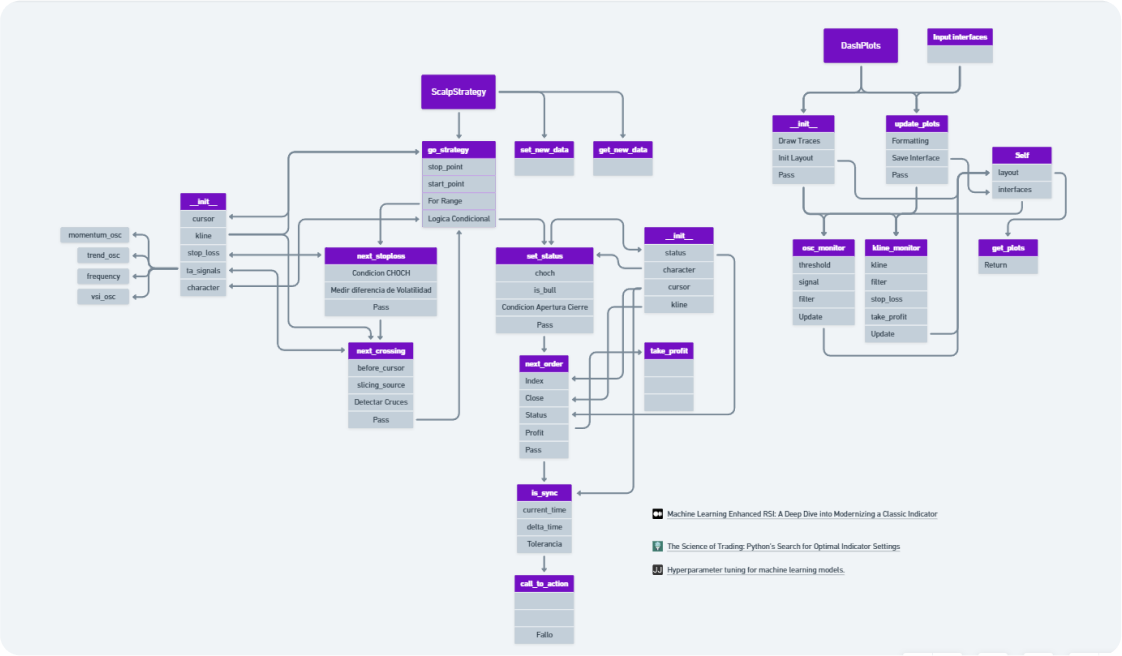 DashPlots
Input interfaces
ScalpStrategy
__init__
Draw Traces
Init Layout
Pass
update_plots
Formatting
Save Interface
Pass
go_strategy
stop_point
start_point
For Range
Logica Condicional
set_new_data
get_new_data
Self
layout
interfaces
__init__
cursor
kline
stop_loss
ta_signals
character
momentum_osc
trend_osc
frequency
vsi_osc
next_stoploss
Condicion CHOCH
Medir diferencia de Volatilidad
Pass
set_status
choch
is_bull
Condicion Apertura Cierre
Pass
__init__
status
character
cursor
kline
osc_monitor
threshold
signal
filter
Update
kline_monitor
kline
filter
stop_loss
take_profit
Update
get_plots
Return
next_crossing
before_cursor
slicing_source
Detectar Cruces
Pass
next_order
Index
Close
Status
Profit
Pass
take_profit
is_sync
current_time
delta_time
Tolerancia
call_to_action
Fallo
Machine Learning Enhanced RSI: A Deep Dive into Modernizing a Classic Indicator
The Science of Trading: Python's Search for Optimal Indicator Settings
JJ Hyperparameter tuning for machine learning models.